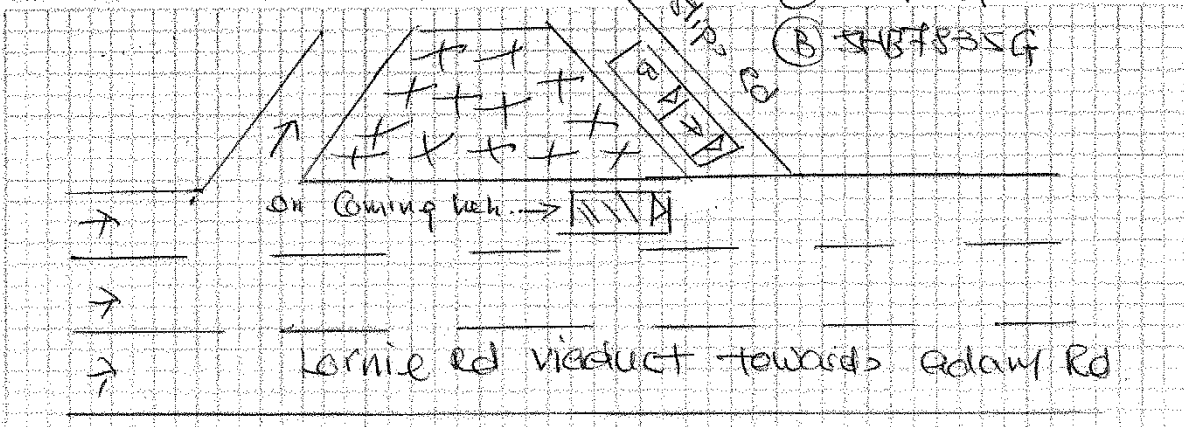 Slip Rd
(B) SHB7835G
B
A
on Coming veh. →
Lornie Rd viaduct towards adam Rd